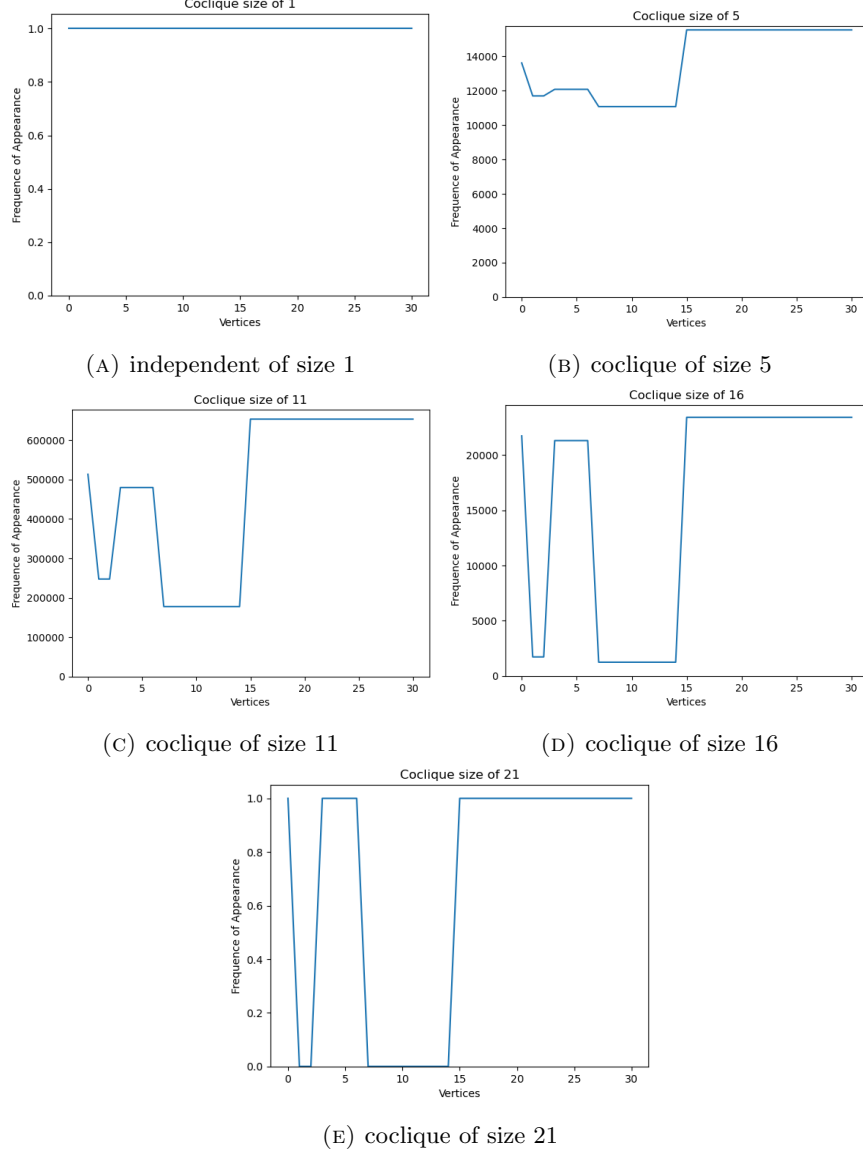 Coclique size of 1
1.0
0.8
0.6
0.4
0.2
0.0
Frequence of Appearance
0 5 10 15 20 25 30
Vertices
(A) independent of size 1
Coclique size of 5
14000
12000
10000
8000
6000
4000
2000
0
Frequence of Appearance
0 5 10 15 20 25 30
Vertices
(B) coclique of size 5
Coclique size of 11
600000
500000
400000
300000
200000
100000
0
Frequence of Appearance
0 5 10 15 20 25 30
Vertices
(C) coclique of size 11
Coclique size of 16
20000
15000
10000
5000
0
Frequence of Appearance
0 5 10 15 20 25 30
Vertices
(D) coclique of size 16
Coclique size of 21
1.0
0.8
0.6
0.4
0.2
0.0
Frequence of Appearance
0 5 10 15 20 25 30
Vertices
(E) coclique of size 21